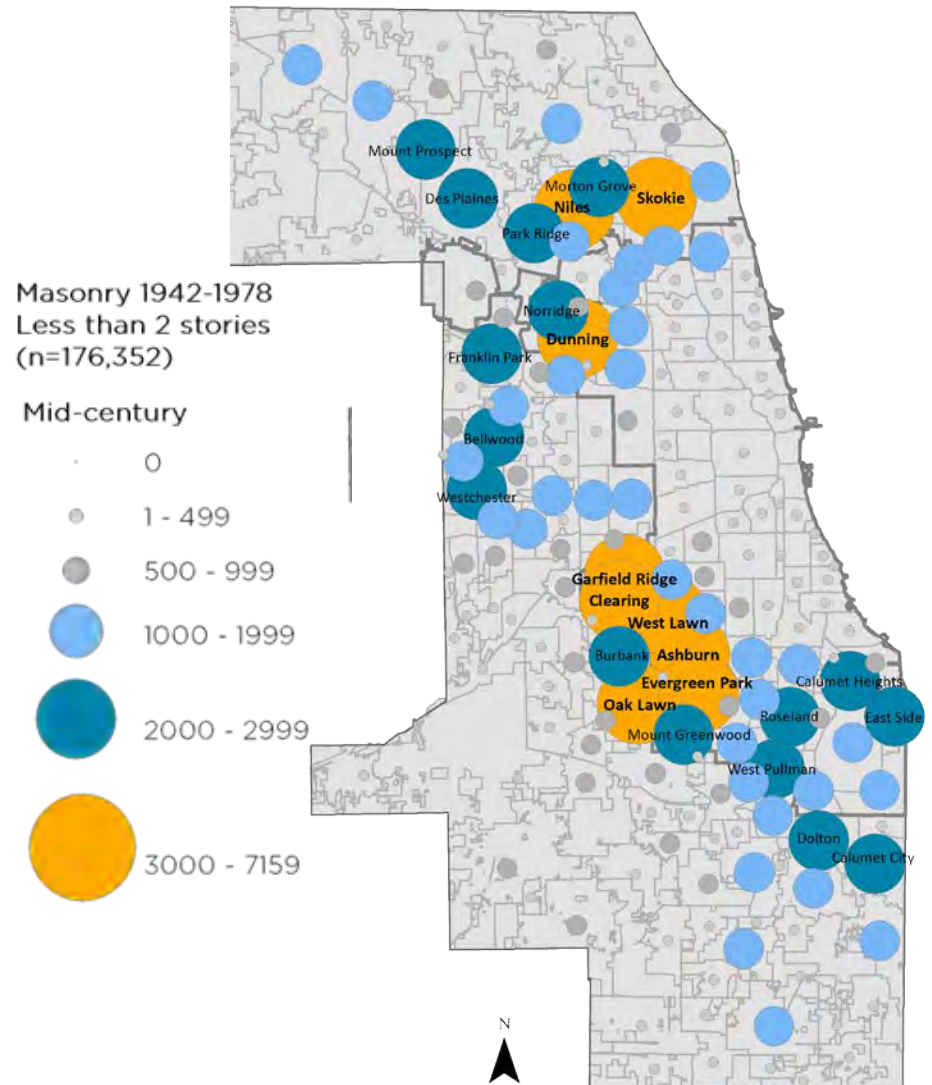 Masonry 1942-1978
Less than 2 stories
(n=176,352)
Mid-century
0
1 - 499
500 - 999
1000 - 1999
2000 - 2999
3000 - 7159
Mount Prospect
Des Plaines
Morton Grove
Skokie
Niles
Park Ridge
Norridge
Dunning
Franklin Park
Bellwood
Westchester
Garfield Ridge
Clearing
West Lawn
Burbank
Ashburn
Evergreen Park
Oak Lawn
Mount Greenwood
Calumet Heights
Roseland
East Side
West Pullman
Dolton
Calumet City
N